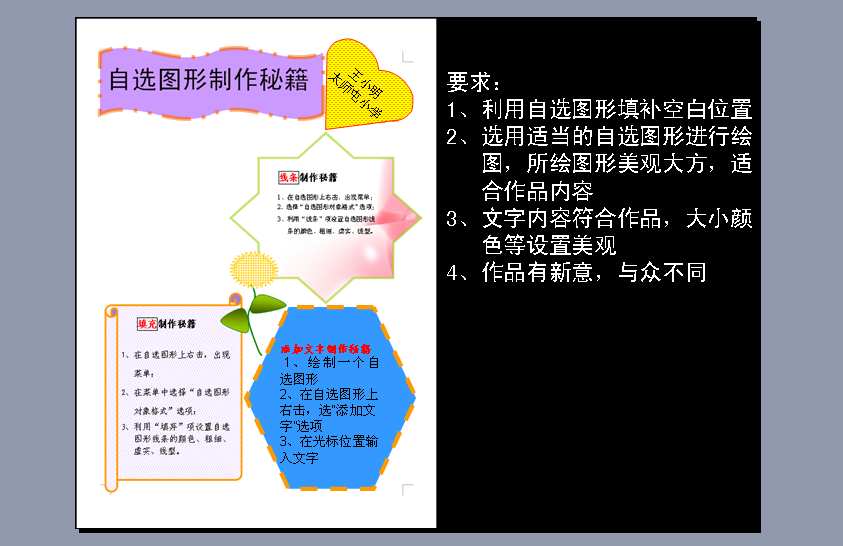 自选图形制作秘籍
王小明
太师屯小学
线条制作秘籍
1、在自选图形上右击，出现菜单；
2、选择“自选图形对象格式”选项；
3、利用“线条”项设置自选图形线
条的颜色、粗细、虚实、线型。
填充制作秘籍
1、在自选图形上右击，出现
菜单；
2、在菜单中选择“自选图形
对象格式”选项；
3、利用“填充”项设置自选
图形线条的颜色、粗细、
虚实、线型。
添加文字制作秘籍
1、绘制一个自
选图形
2、在自选图形上
右击，选“添加文
字”选项
3、在光标位置输
入文字
要求：
1、利用自选图形填补空白位置
2、选用适当的自选图形进行绘
图，所绘图形美观大方，适
合作品内容
3、文字内容符合作品，大小颜
色等设置美观
4、作品有新意，与众不同